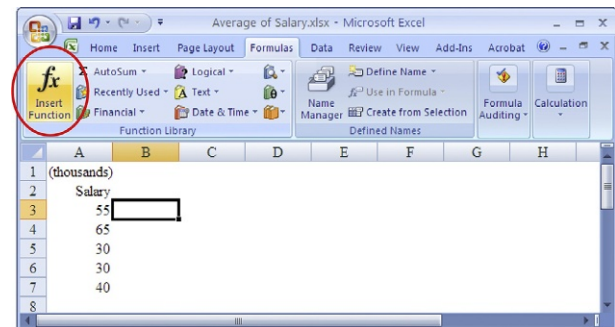 Average of Salary.xlsx - Microsoft Excel
Home Insert Page Layout Formulas Data Review View Add-Ins Acrobat
fx Insert Function
Σ AutoSum
Recently Used
Financial
Logical
A Text
Date & Time
Function Library
Name Manager
Define Name
Use in Formula
Create from Selection
Defined Names
Formula Auditing
Calculation
A B C D E F G H
1 (thousands)
2 Salary
3 55
4 65
5 30
6 30
7 40
8